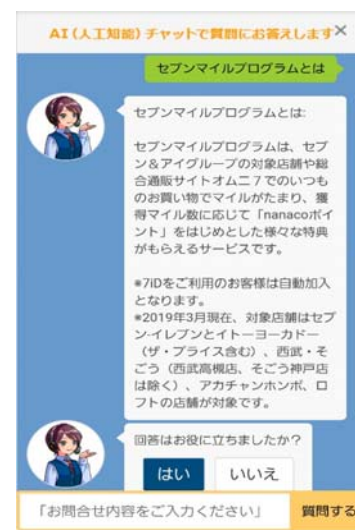 AI(人工知能)チャットで質問にお答えします×
セブンマイルプログラムとは
セブンマイルプログラムとは:
セブンマイルプログラムは、セブ
ン&アイグループの対象店舗や総
合通販サイトオムニ7でのいつも
のお買い物でマイルがたまり、獲
得マイル数に応じて「nanacoポイ
ント」をはじめとした様々な特典
がもらえるサービスです。
*7iDをご利用のお客様は自動加入
となります。
*2019年3月現在、対象店舗はセブ
ン-イレブンとイトーヨーカドー
(ザ・プライス含む)、西武・そ
ごう(西武高槻店、そごう神戸店
は除く)、アカチャンホンポ、ロ
フトの店舗が対象です。
回答はお役に立ちましたか?
はい いいえ
「お問合せ内容をご入力ください」 質問する